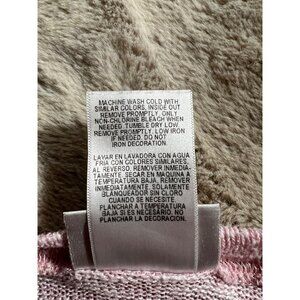 MACHINE WASH COLD WITH
SIMILAR COLORS, INSIDE OUT
REMOVE PROMPTLY, ONLY
NON-CHLORINE BLEACH WHEN
NEEDED. TUMBLE DRY LOW.
REMOVE PROMPTLY, LOW IRON
IF NEEDED. DO NOT
IRON DECORATION.
LAVAR EN LAVADORA CON AGUA
FRIA CON COLORES SIMILARES,
AL REVERSO. REMOVER INMEDIA-
TAMENTE. SECAR EN MAQUINA A
TEMPERATURA BAJA, REMOVER
INMEDIATAMENTE, SOLAMENTE
BLANQUEADOR SIN CLORO
CUANDO SE NECESITE.
PLANCHAR A TEMPERATURA
BAJA SI ES NECESARIO. NO
PLANCHAR LA DECORACION.